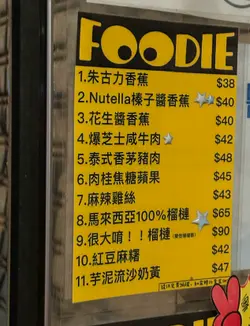 FOODIE
1.朱古力香蕉 $38
2.Nutella榛子醬香蕉 $40
3.花生醬香蕉 $40
4.爆芝士咸牛肉 $42
5.泰式香茅豬肉 $48
6.肉桂焦糖蘋果 $45
7.麻辣雞絲 $43
8.馬來西亞100%榴槤 $65
9.很大唷！！榴槤 $90
10.紅豆麻糬 $42
11.芋泥流沙奶黃 $47